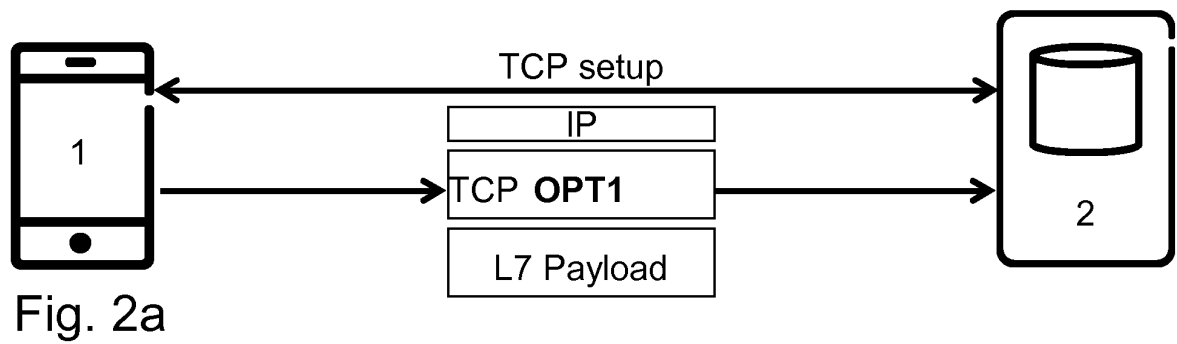 TCP setup
IP
1
TCP OPT1
2
L7 Payload
Fig. 2a